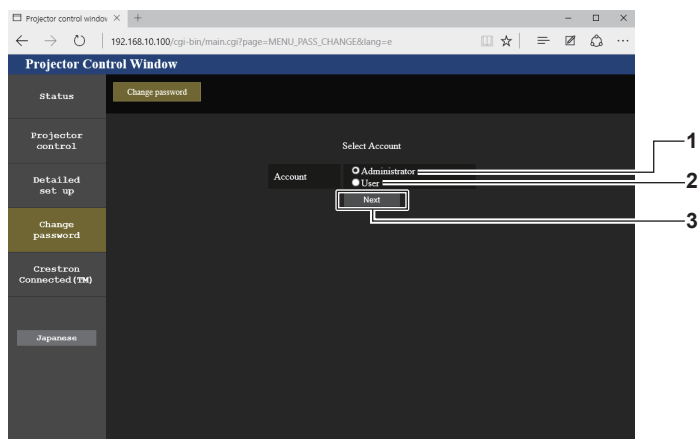 Projector control window
192.168.10.100/cgi-bin/main.cgi?page=MENU_PASS_CHANGE&lang=e
Projector Control Window
Status
Change password
Projector
control
Select Account
Account
Administrator
User
Next
Detailed
set up
Change
password
Crestron
Connected(TM)
Japanese
1
2
3